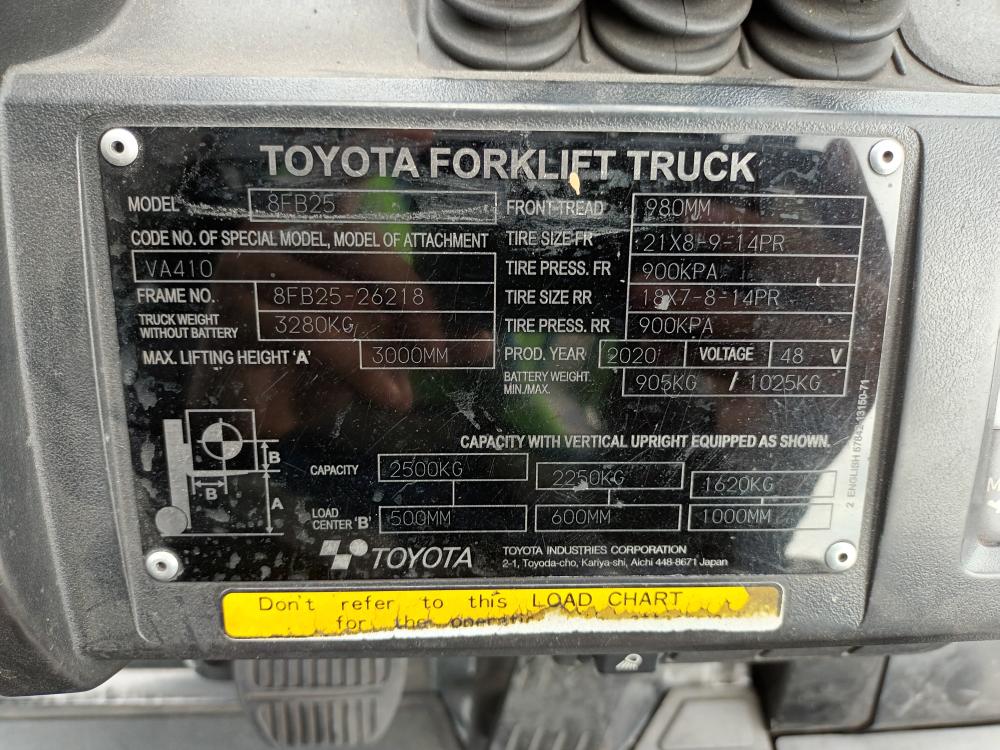 TOYOTA FORKLIFT TRUCK
MODEL 8FB25
CODE NO. OF SPECIAL MODEL, MODEL OF ATTACHMENT
VA410
FRAME NO. 8FB25-26218
TRUCK WEIGHT WITHOUT BATTERY 3280KG
MAX. LIFTING HEIGHT 'A' 3000MM
FRONT TREAD 980MM
TIRE SIZE FR 21X8-9-14PR
TIRE PRESS. FR 900KPA
TIRE SIZE RR 18X7-8-14PR
TIRE PRESS. RR 900KPA
PROD. YEAR 2020 VOLTAGE 48 V
BATTERY WEIGHT MIN./MAX. 905KG / 1025KG
B
B
A
CAPACITY WITH VERTICAL UPRIGHT EQUIPPED AS SHOWN.
CAPACITY 2500KG 2250KG 1620KG
LOAD CENTER 'B' 500MM 600MM 1000MM
TOYOTA
TOYOTA INDUSTRIES CORPORATION
2-1, Toyoda-cho, Kariya-shi, Aichi 448-8671 Japan
2 ENGLISH 57842-13150-71
Don't refer to this LOAD CHART
for the
M